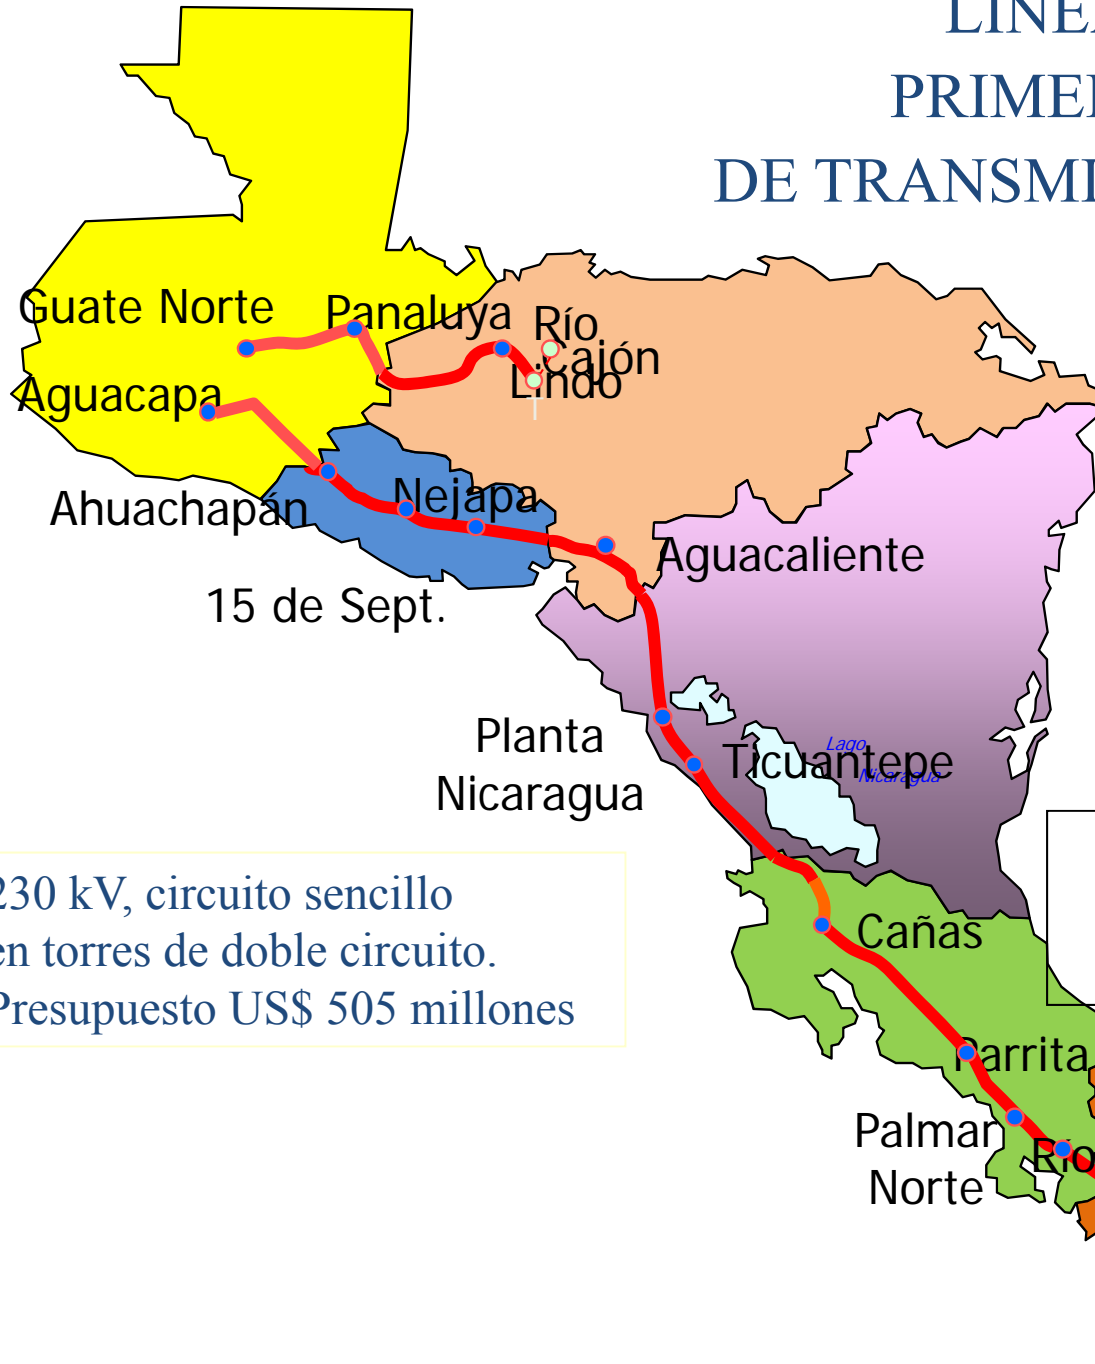 LINEA
PRIMER
DE TRANSMI
Guate Norte
Panaluya
Río
Cajón
Lindo
Aguacapa
Ahuachapán
Nejapa
Aguacaliente
15 de Sept.
Planta
Nicaragua
Lago
Ticuantepe
Nicaragua
230 kV, circuito sencillo
en torres de doble circuito.
Presupuesto US$ 505 millones
Cañas
Parrita
Palmar
Norte
Río